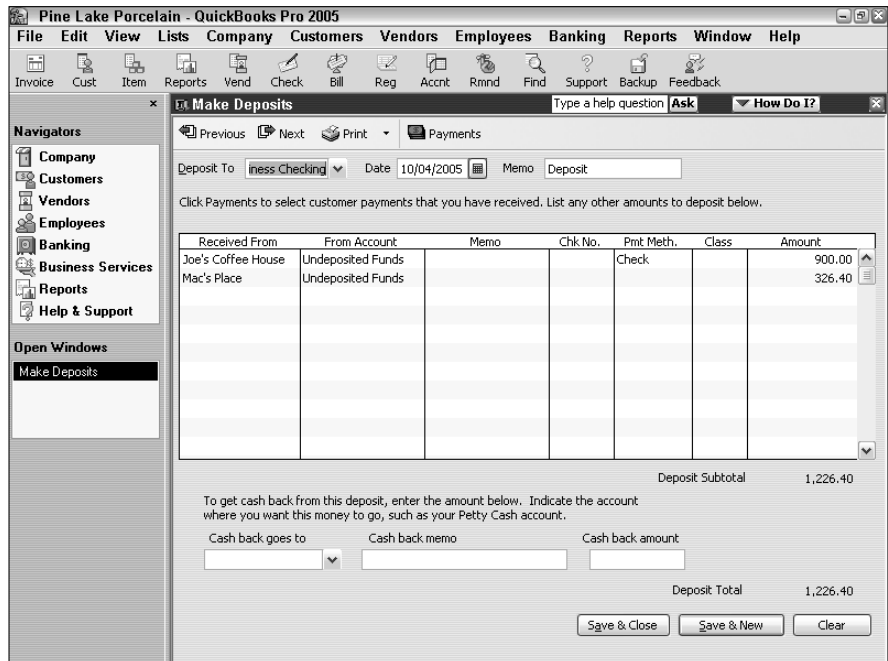 Pine Lake Porcelain - QuickBooks Pro 2005
File Edit View Lists Company Customers Vendors Employees Banking Reports Window Help
Invoice Cust Item Reports Vend Check Bill Reg Accnt Rmnd Find Support Backup Feedback
Make Deposits Type a help question Ask How Do I?
Navigators
Company
Customers
Vendors
Employees
Banking
Business Services
Reports
Help & Support
Open Windows
Make Deposits
Previous Next Print Payments
Deposit To iness Checking Date 10/04/2005 Memo Deposit
Click Payments to select customer payments that you have received. List any other amounts to deposit below.
Received From From Account Memo Chk No. Pmt Meth. Class Amount
Joe's Coffee House Undeposited Funds Check 900.00
Mac's Place Undeposited Funds 326.40
Deposit Subtotal 1,226.40
To get cash back from this deposit, enter the amount below. Indicate the account
where you want this money to go, such as your Petty Cash account.
Cash back goes to Cash back memo Cash back amount
Deposit Total 1,226.40
Save & Close Save & New Clear